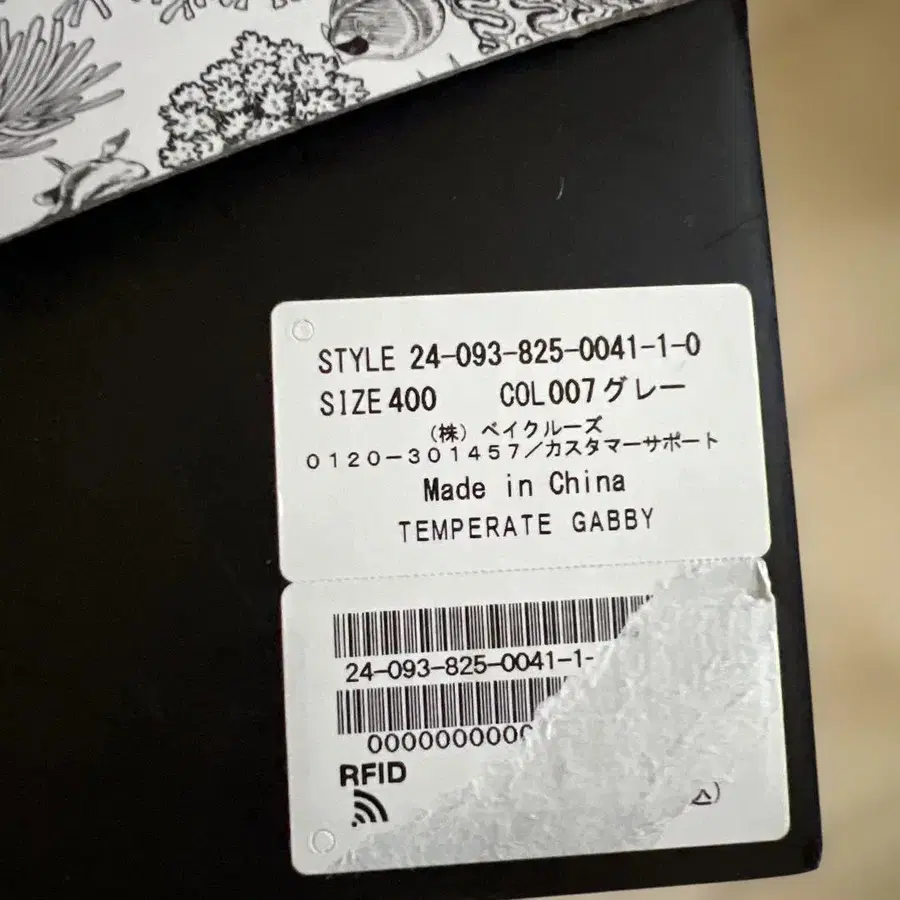 STYLE 24-093-825-0041-1-0
SIZE 400 COL 007 グレー
（株）ベイクルーズ
0120-301457/カスタマーサポート
Made in China
TEMPERATE GABBY
24-093-825-0041-1-
0000000000
RFID